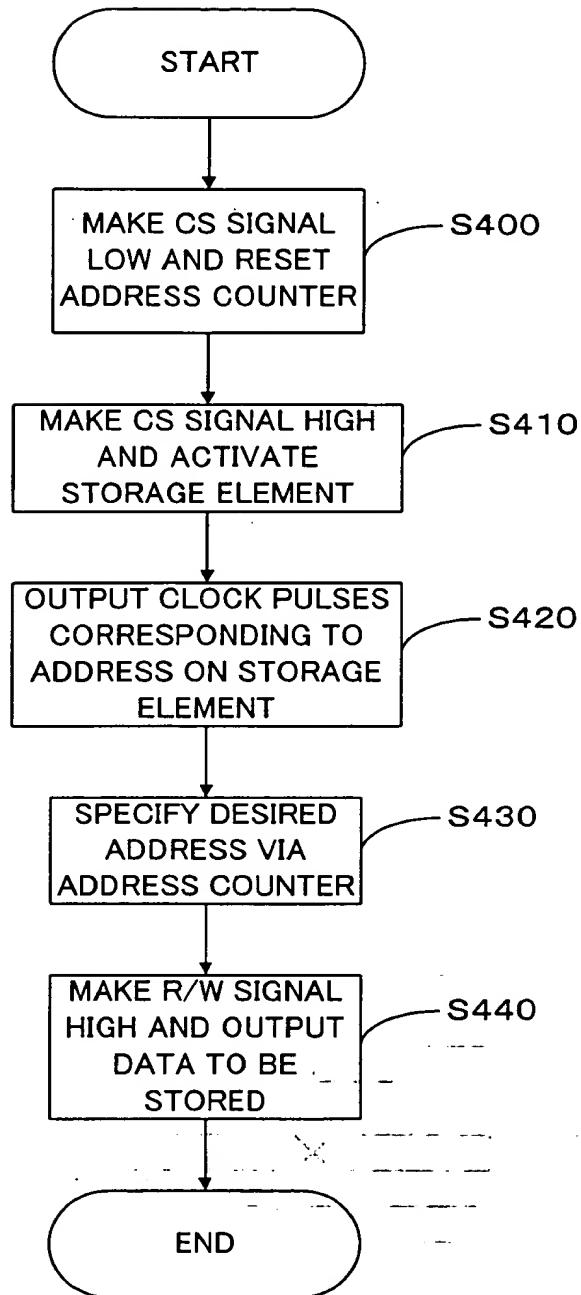 START
MAKE CS SIGNAL
LOW AND RESET
ADDRESS COUNTER
S400
MAKE CS SIGNAL HIGH
AND ACTIVATE
STORAGE ELEMENT
S410
OUTPUT CLOCK PULSES
CORRESPONDING TO
ADDRESS ON STORAGE
ELEMENT
S420
SPECIFY DESIRED
ADDRESS VIA
ADDRESS COUNTER
S430
MAKE R/W SIGNAL
HIGH AND OUTPUT
DATA TO BE
STORED
S440
END